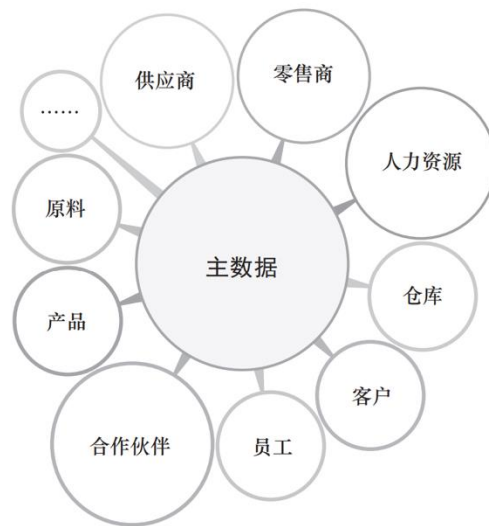 供应商
零售商
……
人力资源
原料
主数据
仓库
产品
客户
合作伙伴
员工